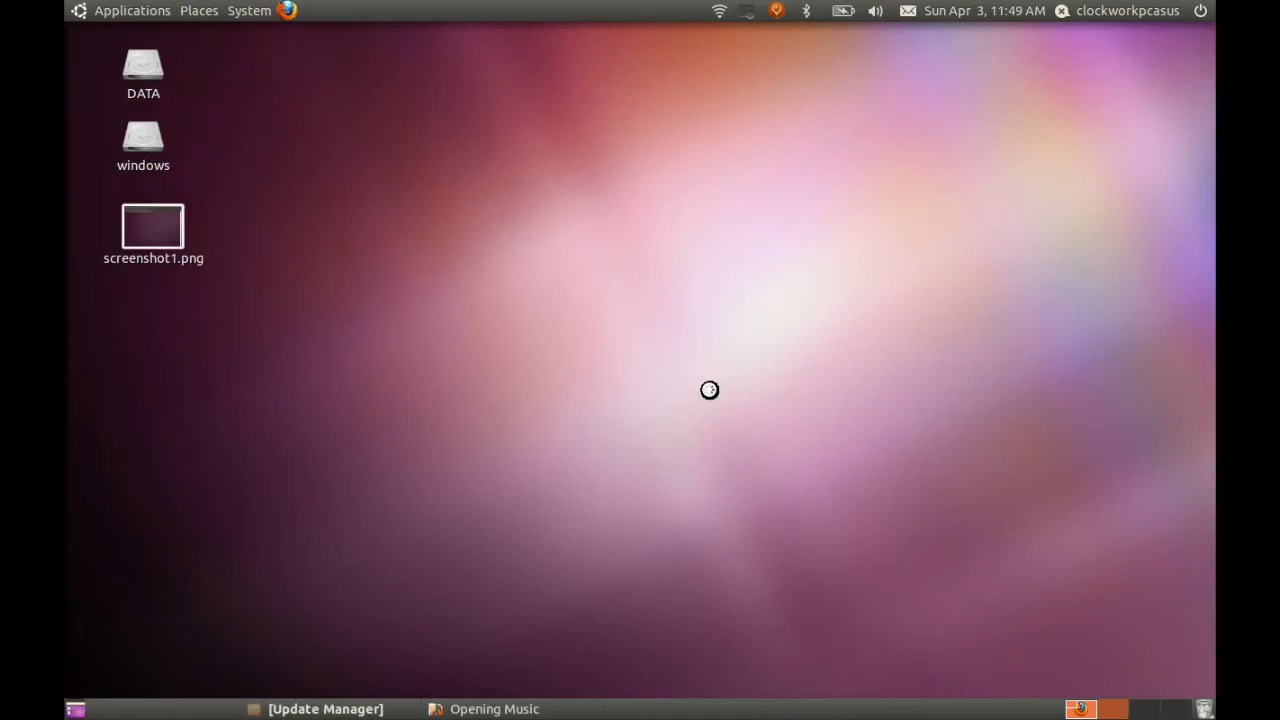 Applications Places System Sun Apr 3, 11:49 AM clockworkpcasus
DATA
windows
screenshot1.png
[Update Manager] Opening Music